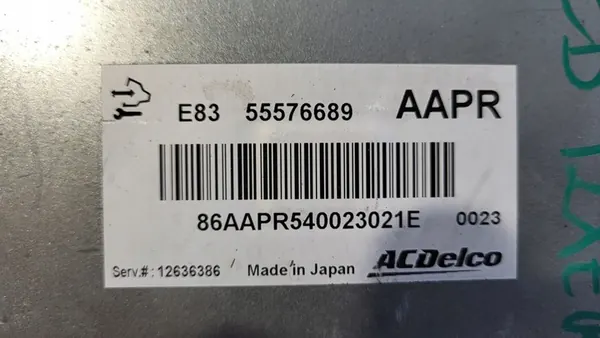 E83 55576689 AAPR
86AAPR540023021E 0023
Serv.#: 12636386 Made in Japan ACDelco